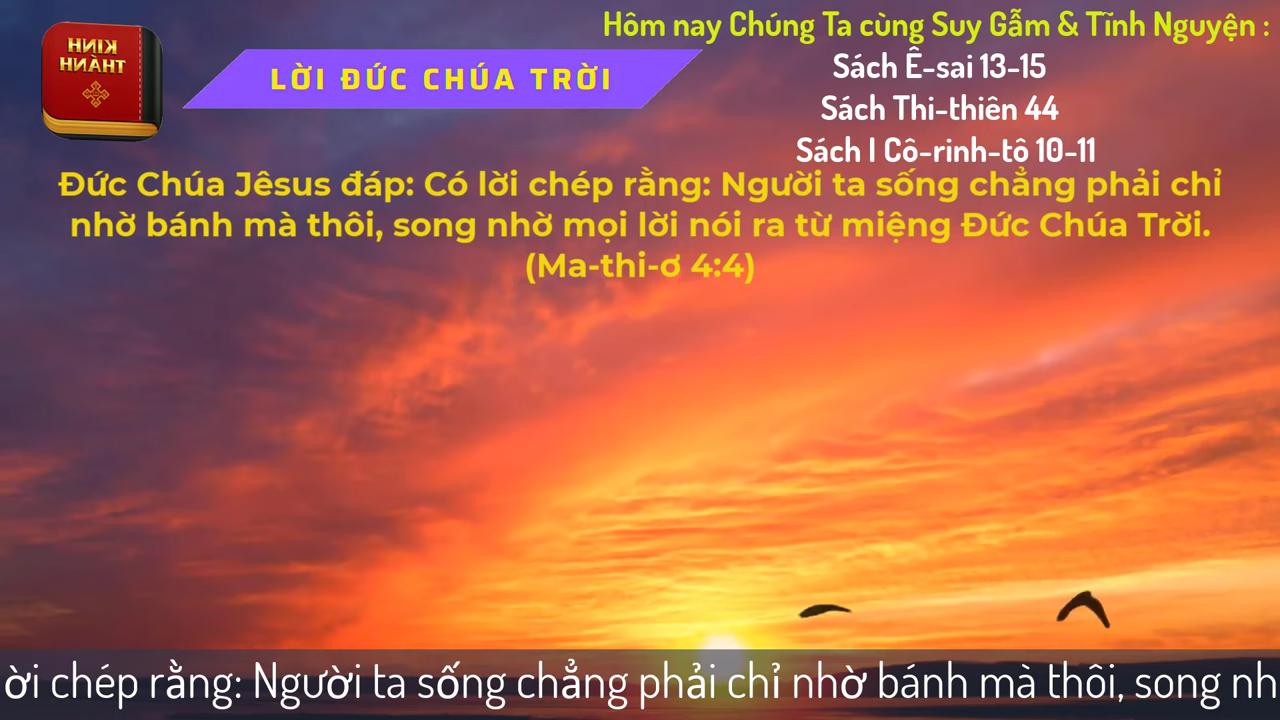 KINH
THÁNH
LỜI ĐỨC CHÚA TRỜI
Hôm nay Chúng Ta cùng Suy Gẫm & Tĩnh Nguyện :
Sách Ê-sai 13-15
Sách Thi-thiên 44
Sách I Cô-rinh-tô 10-11
Đức Chúa Jêsus đáp: Có lời chép rằng: Người ta sống chẳng phải chỉ
nhờ bánh mà thôi, song nhờ mọi lời nói ra từ miệng Đức Chúa Trời.
(Ma-thi-ơ 4:4)
ời chép rằng: Người ta sống chẳng phải chỉ nhờ bánh mà thôi, song nh